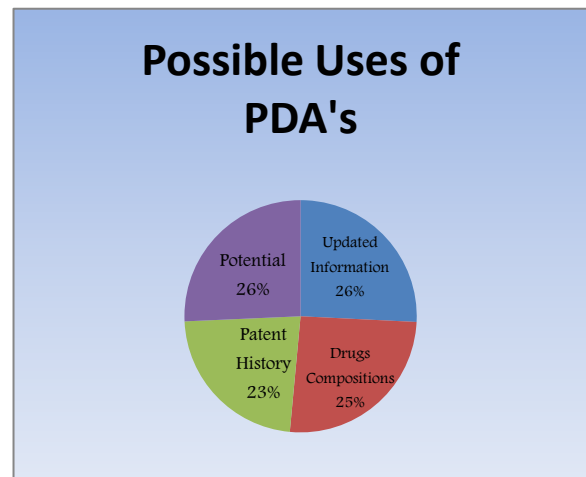 Possible Uses of
PDA's
Updated
Information
26%
Drugs
Compositions
25%
Patent
History
23%
Potential
26%